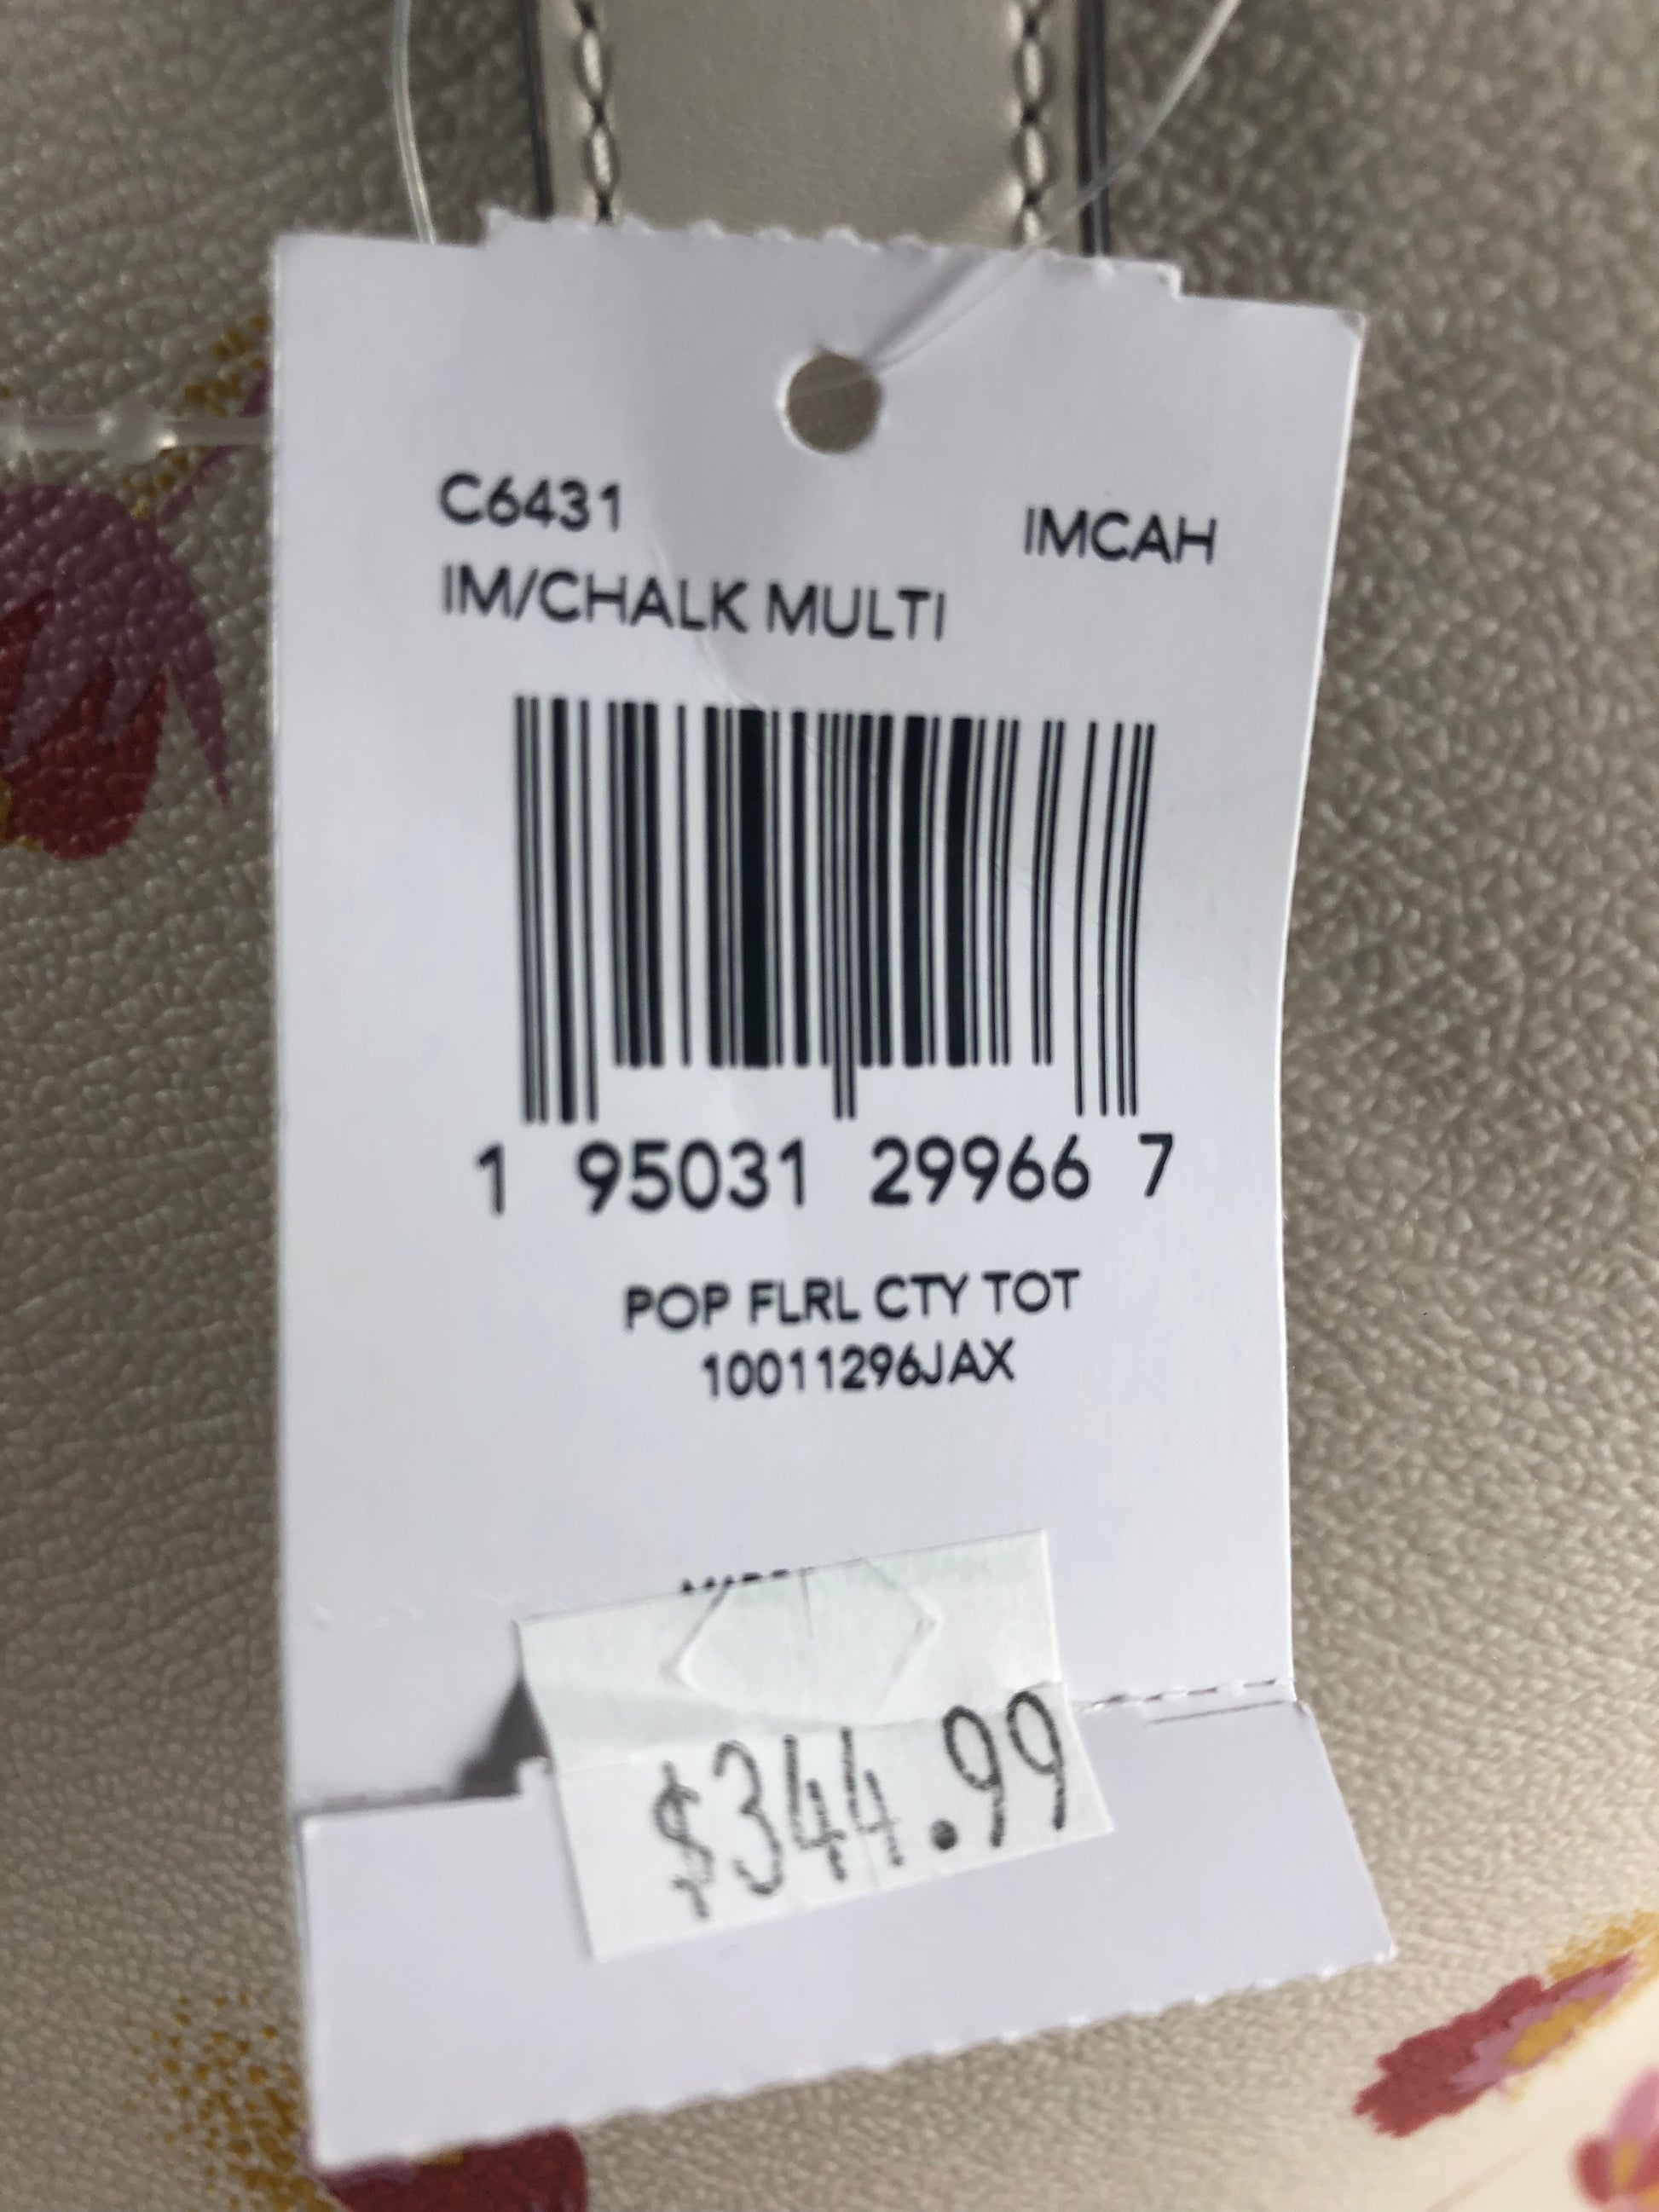 C6431 IMCAH
IM/CHALK MULTI
1 95031 29966 7
POP FLRL CTY TOT
10011296JAX
$344.99